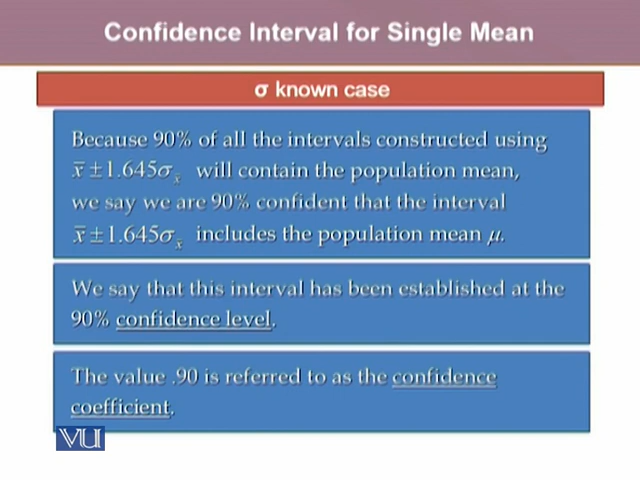 Confidence Interval for Single Mean
σ known case
Because 90% of all the intervals constructed using
x̄ ± 1.645σx̄ will contain the population mean,
we say we are 90% confident that the interval
x̄ ± 1.645σx̄ includes the population mean μ.
We say that this interval has been established at the
90% confidence level.
The value .90 is referred to as the confidence
coefficient.
VU